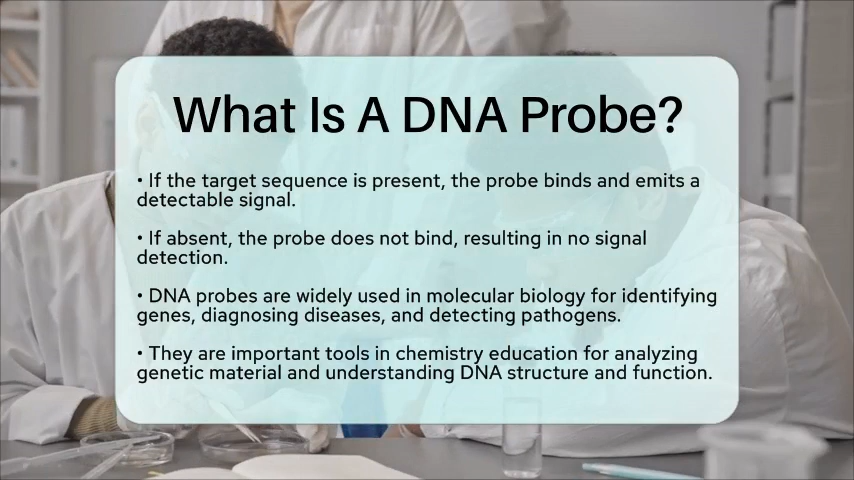 What Is A DNA Probe?
• If the target sequence is present, the probe binds and emits a
detectable signal.
• If absent, the probe does not bind, resulting in no signal
detection.
• DNA probes are widely used in molecular biology for identifying
genes, diagnosing diseases, and detecting pathogens.
• They are important tools in chemistry education for analyzing
genetic material and understanding DNA structure and function.